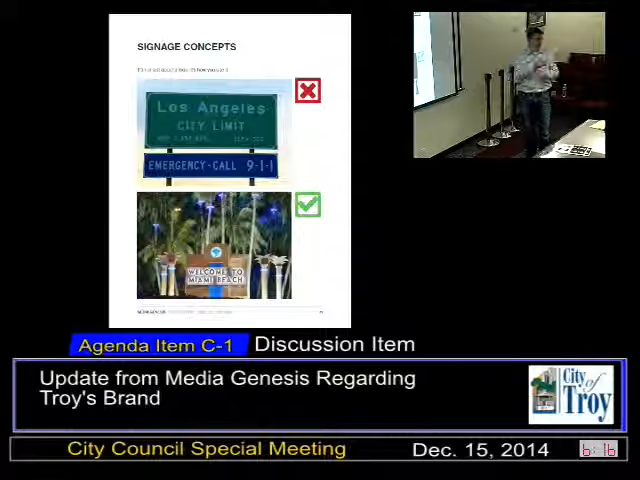 SIGNAGE CONCEPTS
Los Angeles
CITY LIMIT
EMERGENCY-CALL 9-1-1
WELCOME TO
MIAMI BEACH
Agenda Item C-1 Discussion Item
Update from Media Genesis Regarding
Troy's Brand
City
of
Troy
City Council Special Meeting Dec. 15, 2014